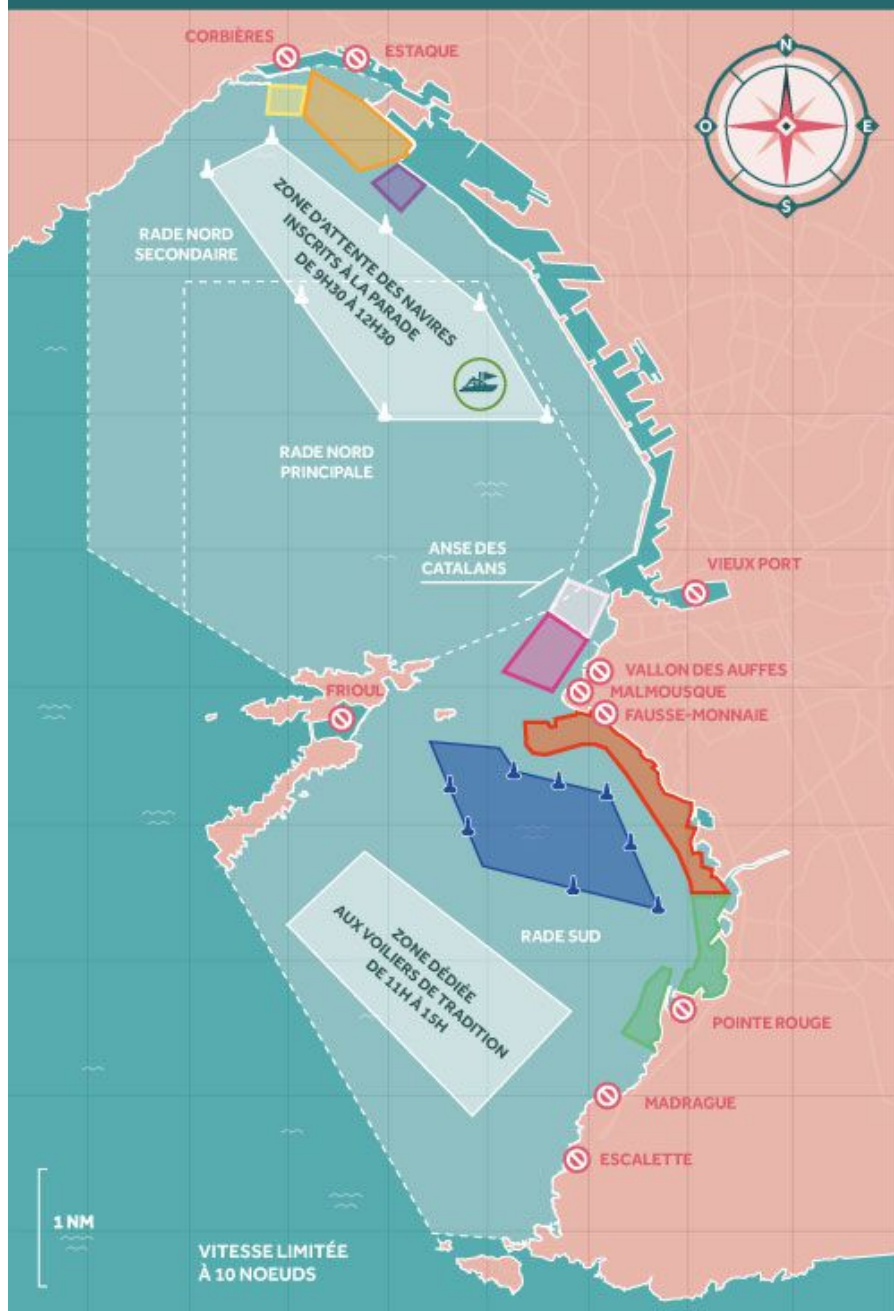 CORBIÈRES
ESTAQUE
N
O
E
S
ZONE D'ATTENTE DES NAVIRES
INSCRITS À LA PARADE
DE 9H30 À 12H30
RADE NORD
SECONDAIRE
RADE NORD
PRINCIPALE
ANSE DES
CATALANS
VIEUX PORT
VALLON DES AUFFES
MALMOUSQUE
FRIOUL
FAUSSE-MONNAIE
RADE SUD
ZONE DÉDIÉE
AUX VOILIERS DE TRADITION
DE 11H À 15H
POINTE ROUGE
MADRAGUE
ESCALETTE
1 NM
VITESSE LIMITÉE
À 10 NOEUDS